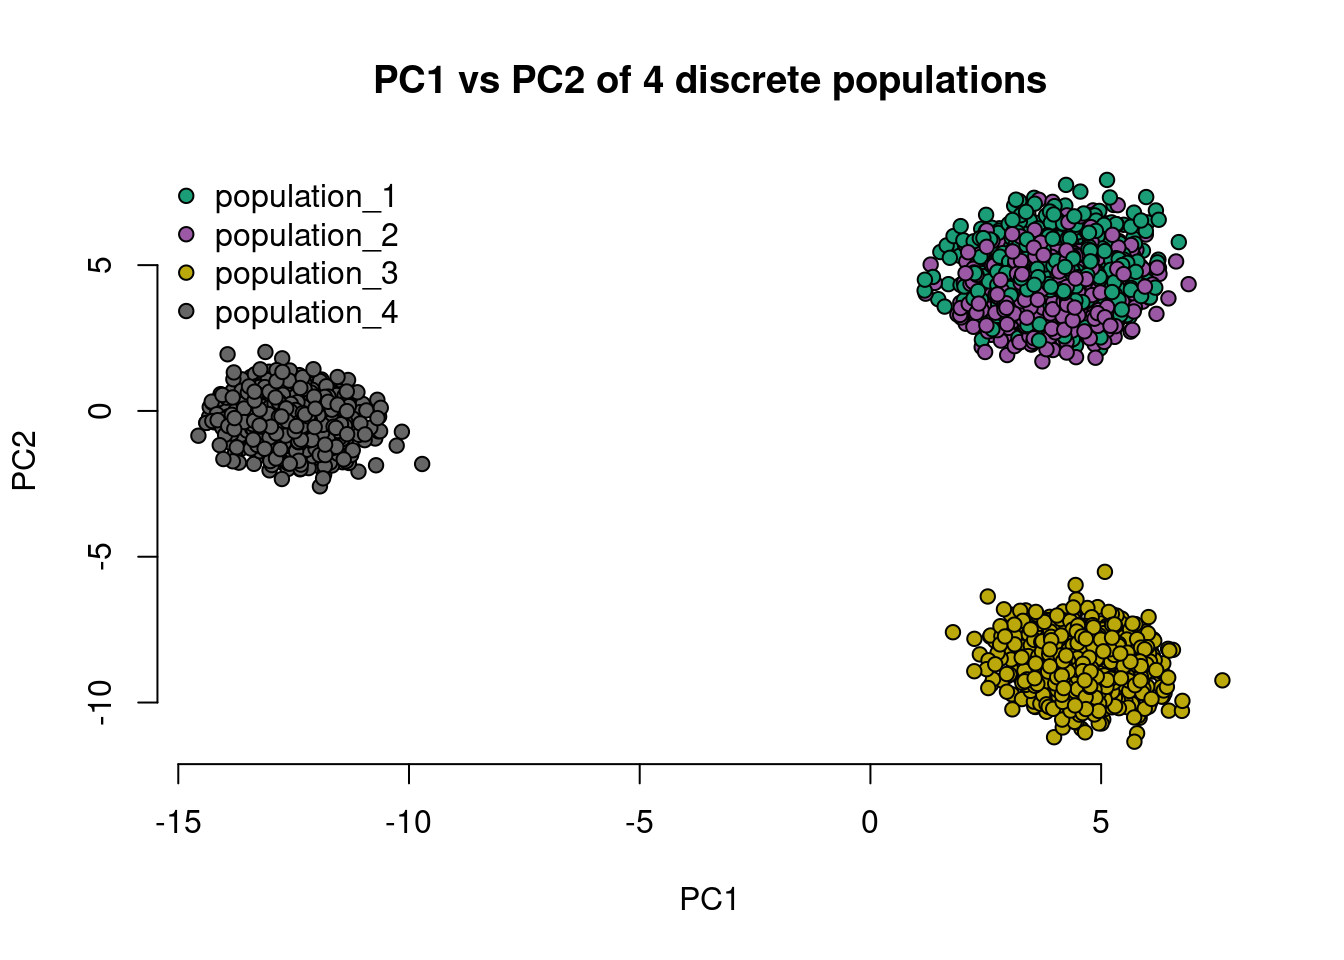 PC1 vs PC2 of 4 discrete populations
population_1
population_2
population_3
population_4
5
0
-5
-10
PC2
-15 -10 -5 0 5
PC1